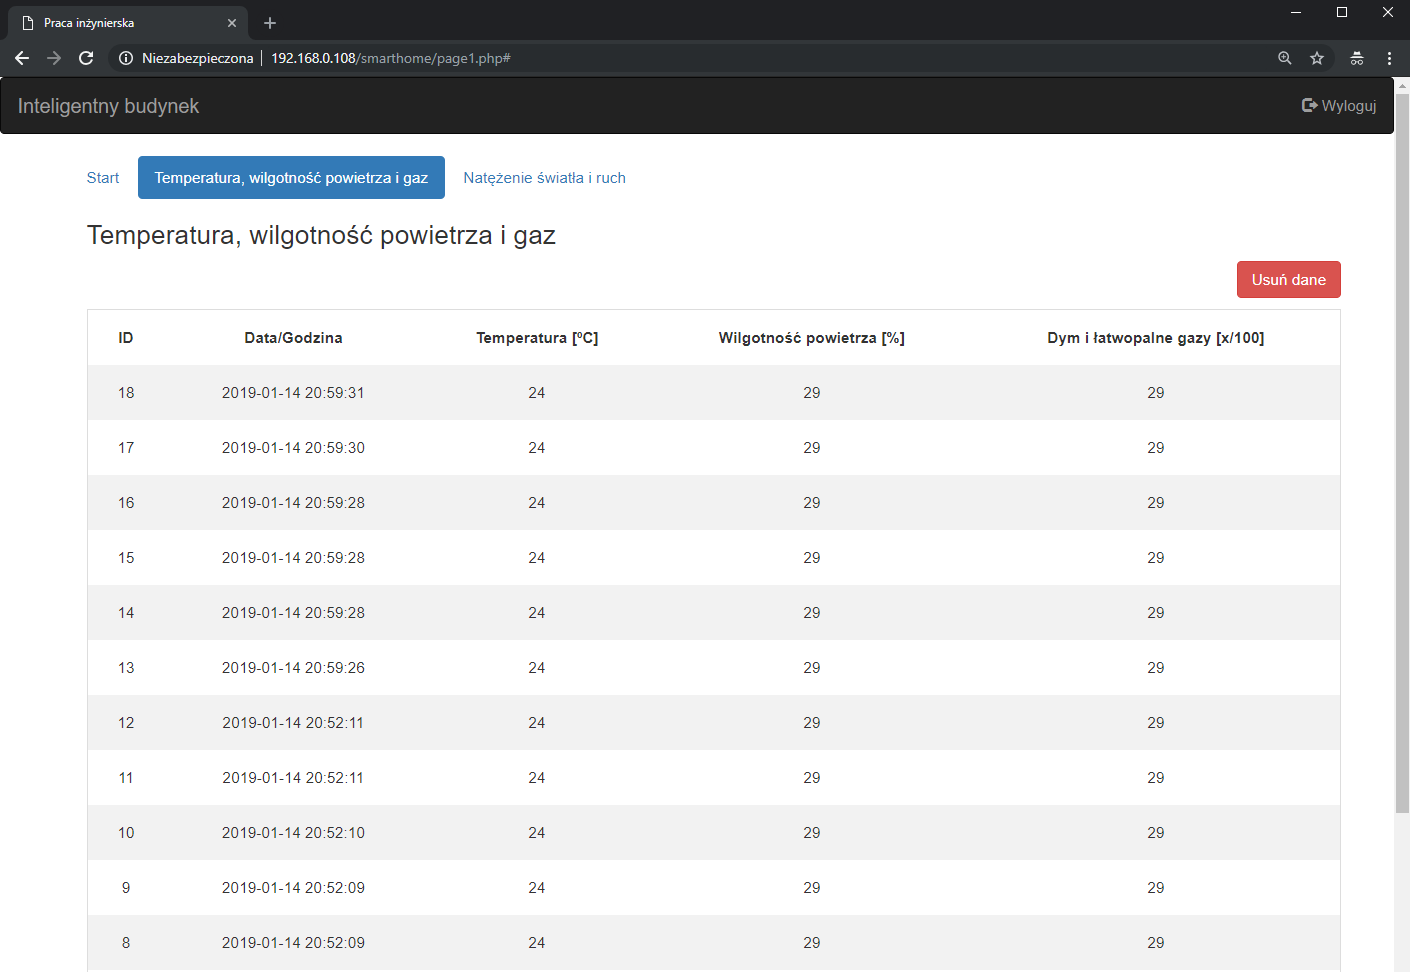 Praca inżynierska
Niezabezpieczona 192.168.0.108/smarthome/page1.php#
Inteligentny budynek Wyloguj
Start Temperatura, wilgotność powietrza i gaz Natężenie światła i ruch
Temperatura, wilgotność powietrza i gaz
Usuń dane
ID Data/Godzina Temperatura [ºC] Wilgotność powietrza [%] Dym i łatwopalne gazy [x/100]
18 2019-01-14 20:59:31 24 29 29
17 2019-01-14 20:59:30 24 29 29
16 2019-01-14 20:59:28 24 29 29
15 2019-01-14 20:59:28 24 29 29
14 2019-01-14 20:59:28 24 29 29
13 2019-01-14 20:59:26 24 29 29
12 2019-01-14 20:52:11 24 29 29
11 2019-01-14 20:52:11 24 29 29
10 2019-01-14 20:52:10 24 29 29
9 2019-01-14 20:52:09 24 29 29
8 2019-01-14 20:52:09 24 29 29